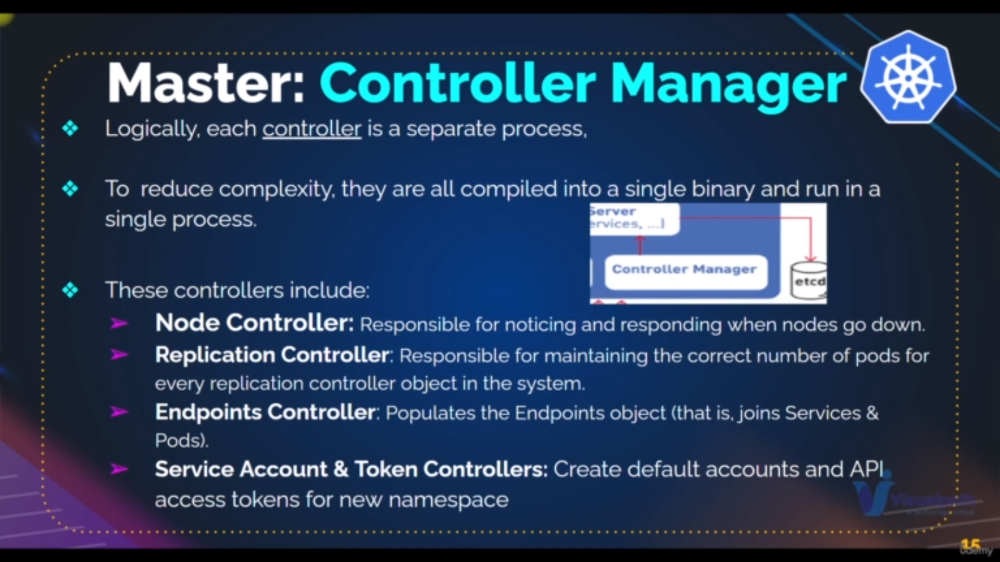 Master: Controller Manager
Logically, each controller is a separate process,
To reduce complexity, they are all compiled into a single binary and run in a
single process.
Server
ervices, ...)
Controller Manager
etcd
These controllers include:
Node Controller: Responsible for noticing and responding when nodes go down.
Replication Controller: Responsible for maintaining the correct number of pods for
every replication controller object in the system.
Endpoints Controller: Populates the Endpoints object (that is, joins Services &
Pods).
Service Account & Token Controllers: Create default accounts and API
access tokens for new namespace
15
udemy